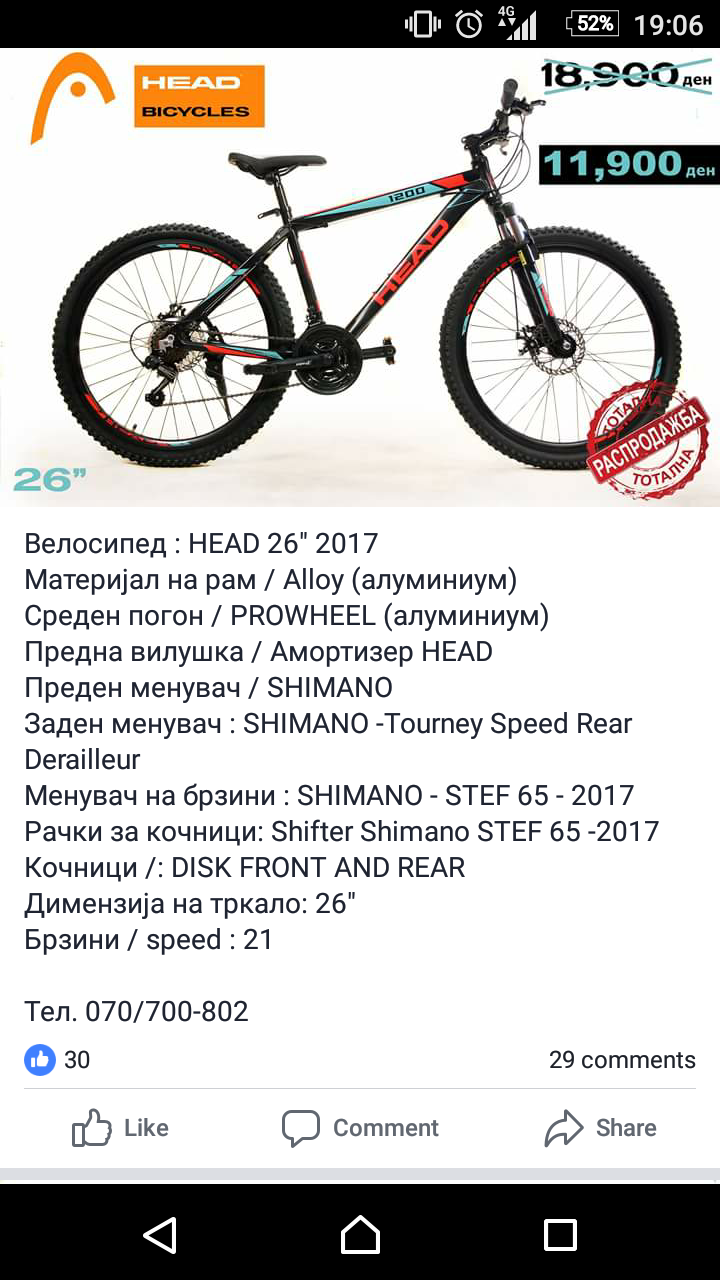 4G
52%
19:06
HEAD
BICYCLES
18,900 ден
11,900 ден
1200
HEAD
26”
ТОТАЛНА
РАСПРОДАЖБА
ТОТАЛНА
Велосипед : HEAD 26" 2017
Материјал на рам / Alloy (алуминиум)
Среден погон / PROWHEEL (алуминиум)
Предна вилушка / Амортизер HEAD
Преден менувач / SHIMANO
Заден менувач : SHIMANO -Tourney Speed Rear
Derailleur
Менувач на брзини : SHIMANO - STEF 65 - 2017
Рачки за кочници: Shifter Shimano STEF 65 -2017
Кочници /: DISK FRONT AND REAR
Димензија на тркало: 26"
Брзини / speed : 21
Тел. 070/700-802
30
29 comments
Like
Comment
Share